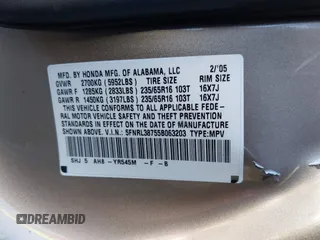 MFD. BY HONDA MFG. OF ALABAMA, LLC 2/'05
GVWR 2700KG (5952LBS) TIRE SIZE RIM SIZE
GAWR F 1285KG (2833LBS) 235/65R16 103T 16X7J
GAWR R 1450KG (3197LBS) 235/65R16 103T 16X7J
THIS VEHICLE CONFORMS TO ALL APPLICABLE FEDE-
RAL MOTOR VEHICLE SAFETY AND THEFT PREVENTION
STANDARDS IN EFFECT ON THE DATE OF MANUFACTURE
SHOWN ABOVE. V.I.N.: 5FNRL38755B063203 TYPE:MPV
SHJ 5 AH8 -YR545M -F -B
DREAMBID